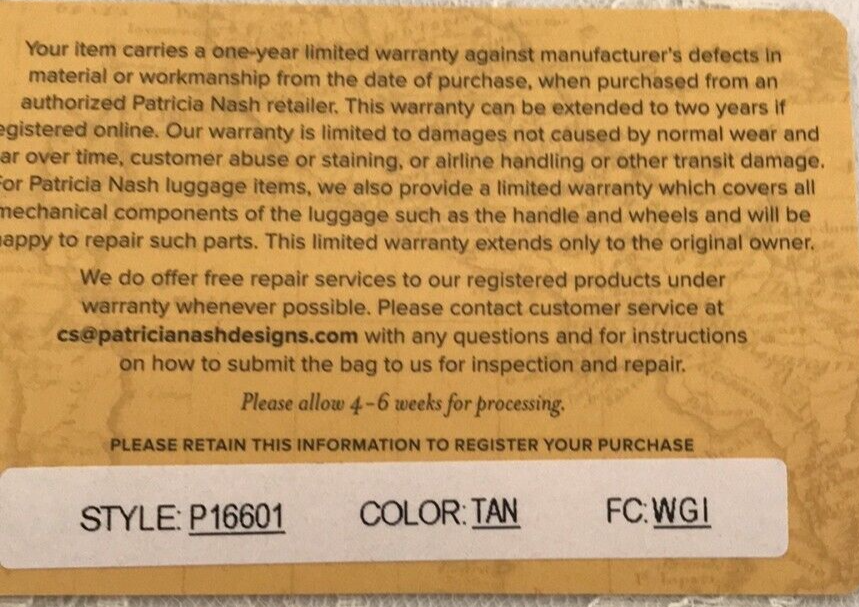 Your item carries a one-year limited warranty against manufacturer's defects in
material or workmanship from the date of purchase, when purchased from an
authorized Patricia Nash retailer. This warranty can be extended to two years if
egistered online. Our warranty is limited to damages not caused by normal wear and
ar over time, customer abuse or staining, or airline handling or other transit damage.
For Patricia Nash luggage items, we also provide a limited warranty which covers all
mechanical components of the luggage such as the handle and wheels and will be
appy to repair such parts. This limited warranty extends only to the original owner.
We do offer free repair services to our registered products under
warranty whenever possible. Please contact customer service at
cs@patricianashdesigns.com with any questions and for instructions
on how to submit the bag to us for inspection and repair.
Please allow 4-6 weeks for processing.
PLEASE RETAIN THIS INFORMATION TO REGISTER YOUR PURCHASE
STYLE: P16601 COLOR: TAN FC: WGI